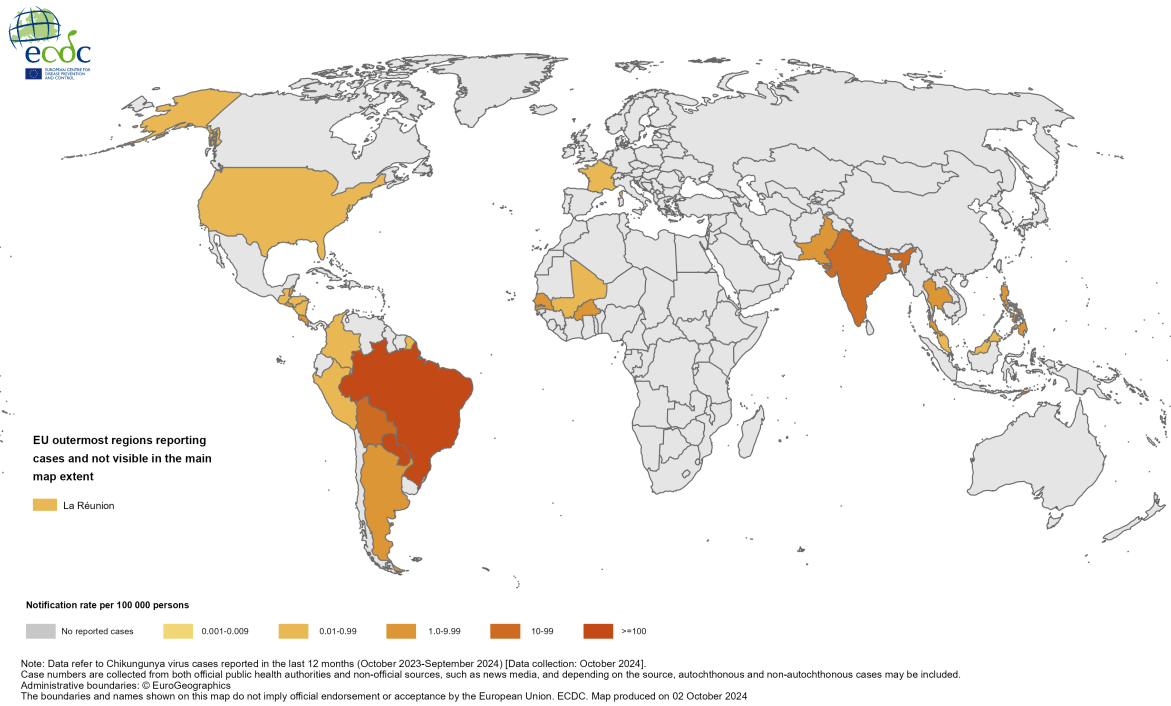 ecdc
EUROPEAN CENTRE FOR
DISEASE PREVENTION
AND CONTROL
EU outermost regions reporting
cases and not visible in the main
map extent
La Réunion
Notification rate per 100 000 persons
No reported cases
0.001-0.009
0.01-0.99
1.0-9.99
10-99
>=100
Note: Data refer to Chikungunya virus cases reported in the last 12 months (October 2023-September 2024) [Data collection: October 2024].
Case numbers are collected from both official public health authorities and non-official sources, such as news media, and depending on the source, autochthonous and non-autochthonous cases may be included.
Administrative boundaries: © EuroGeographics
The boundaries and names shown on this map do not imply official endorsement or acceptance by the European Union. ECDC. Map produced on 02 October 2024